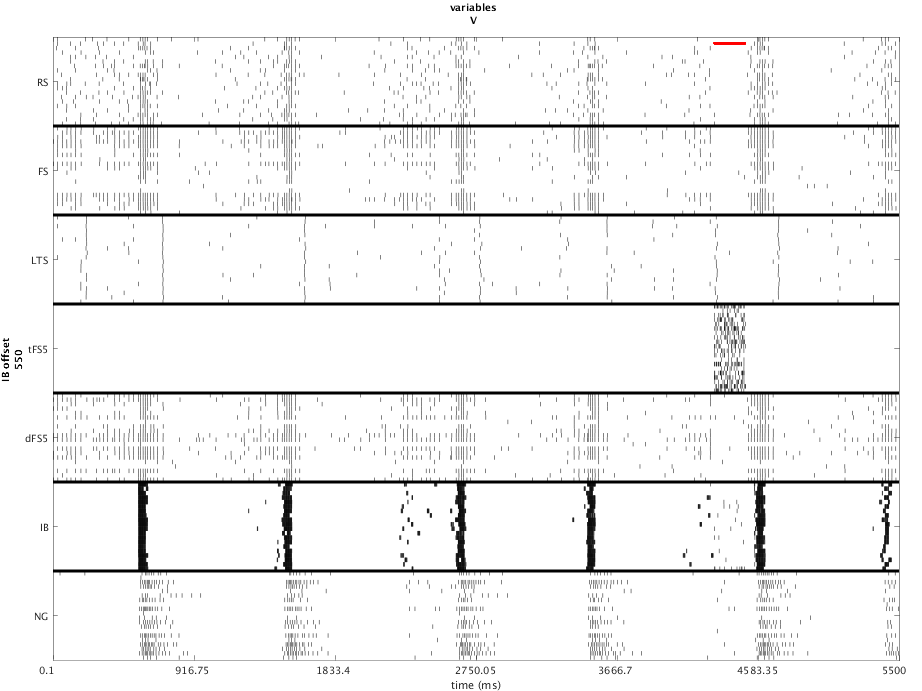 variables
V
RS
FS
LTS
tFS5
dFS5
IB
NG
IB offset
550
0.1 916.75 1833.4 2750.05 3666.7 4583.35 5500
time (ms)